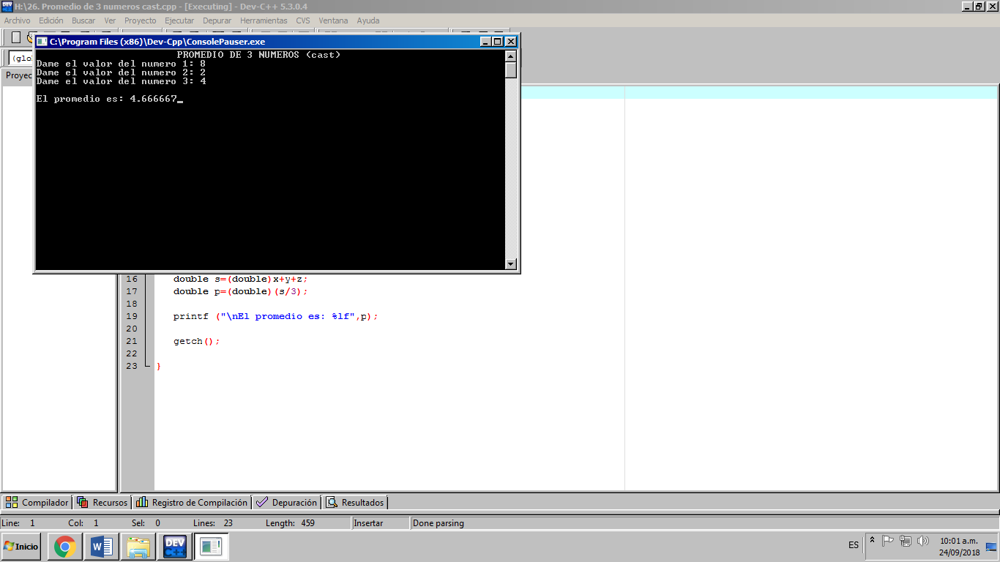 H:\26. Promedio de 3 numeros cast.cpp - [Executing] - Dev-C++ 5.3.0.4
Archivo Edición Buscar Ver Proyecto Ejecutar Depurar Herramientas CVS Ventana Ayuda
C:\Program Files (x86)\Dev-Cpp\ConsolePauser.exe
(glo
Proyec
PROMEDIO DE 3 NUMEROS (cast)
Dame el valor del numero 1: 8
Dame el valor del numero 2: 2
Dame el valor del numero 3: 4
El promedio es: 4.666667_
16 double s=(double)x+y+z;
17 double p=(double)(s/3);
18
19 printf ("\nEl promedio es: %lf",p);
20
21 getch();
22
23 }
Compilador Recursos Registro de Compilación Depuración Resultados
Line: 1 Col: 1 Sel: 0 Lines: 23 Length: 459 Insertar Done parsing
Inicio W DEV C++ ES 10:01 a.m.
24/09/2018